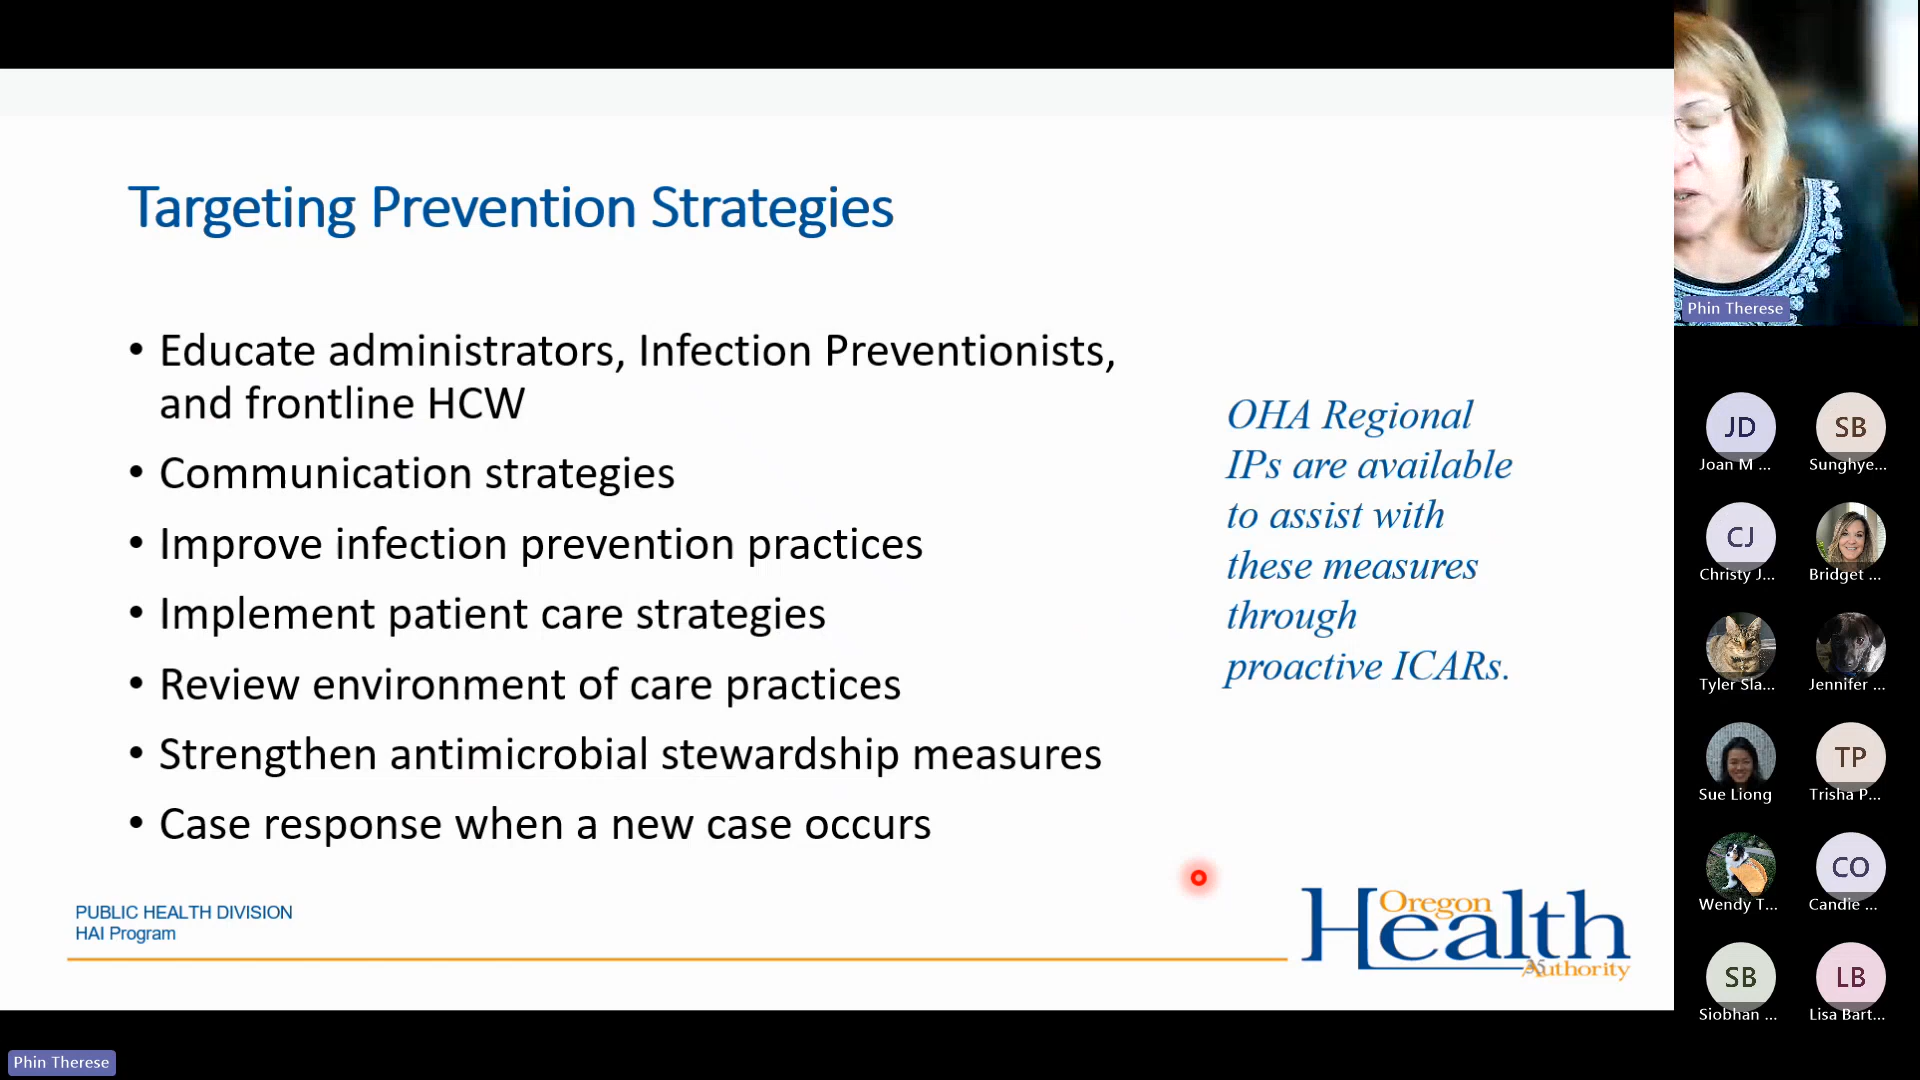 Targeting Prevention Strategies
• Educate administrators, Infection Preventionists,
and frontline HCW
• Communication strategies
• Improve infection prevention practices
• Implement patient care strategies
• Review environment of care practices
• Strengthen antimicrobial stewardship measures
• Case response when a new case occurs
OHA Regional
IPs are available
to assist with
these measures
through
proactive ICARs.
PUBLIC HEALTH DIVISION
HAI Program
Oregon
Health
Authority
35
Phin Therese
Phin Therese
JD
Joan M ...
SB
Sunghye...
CJ
Christy J...
Bridget ...
Tyler Sla...
Jennifer ...
Sue Liong
TP
Trisha P...
Wendy T...
CO
Candie ...
SB
Siobhan ...
LB
Lisa Bart...